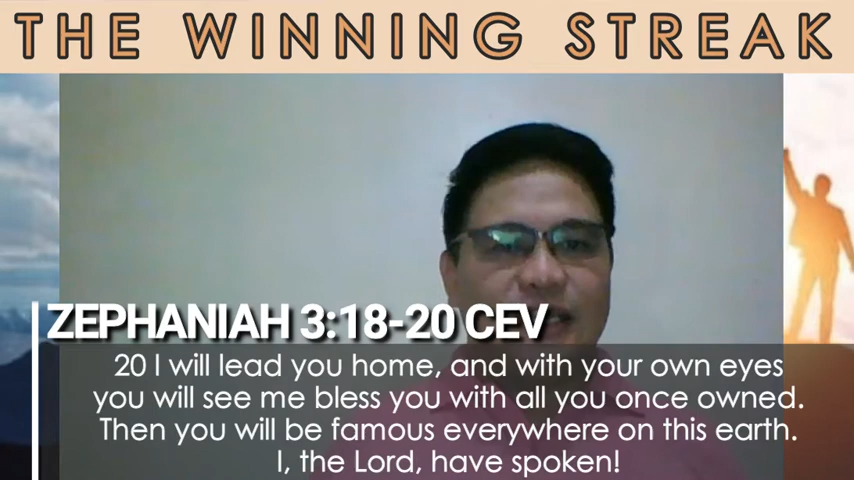 THE WINNING STREAK
ZEPHANIAH 3:18-20 CEV
20 I will lead you home, and with your own eyes
you will see me bless you with all you once owned.
Then you will be famous everywhere on this earth.
I, the Lord, have spoken!